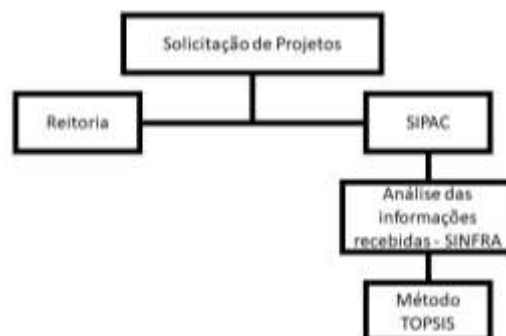 Solicitação de Projetos
Reitoria
SIPAC
Análise das
informações
recebidas - SINFRA
Método
TOPSIS